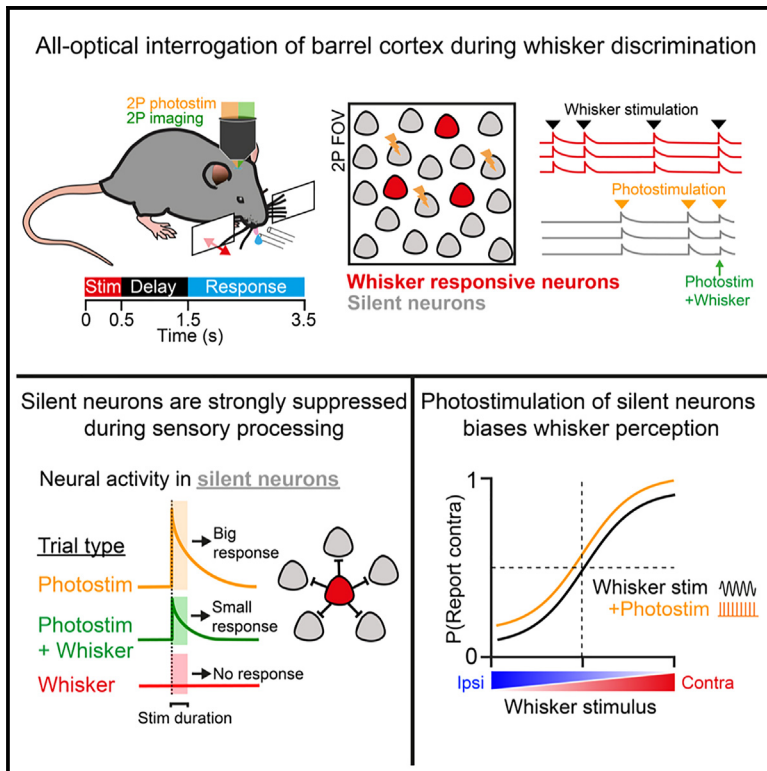 All-optical interrogation of barrel cortex during whisker discrimination
2P photostim
2P imaging
Stim Delay Response
0 0.5 1.5 3.5
Time (s)
2P FOV
Whisker responsive neurons
Silent neurons
Whisker stimulation
Photostimulation
Photostim
+Whisker
Silent neurons are strongly suppressed
during sensory processing
Neural activity in silent neurons
Trial type
Photostim
Big
response
Photostim
+ Whisker
Small
response
Whisker
No response
Stim duration
Photostimulation of silent neurons
biases whisker perception
P(Report contra)
1
0
Whisker stim
+Photostim
Ipsi
Contra
Whisker stimulus